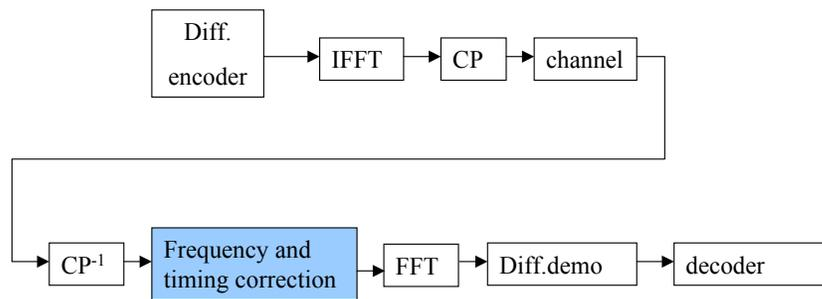 Diff.
encoder
IFFT
CP
channel
CP-1
Frequency and
timing correction
FFT
Diff.demo
decoder